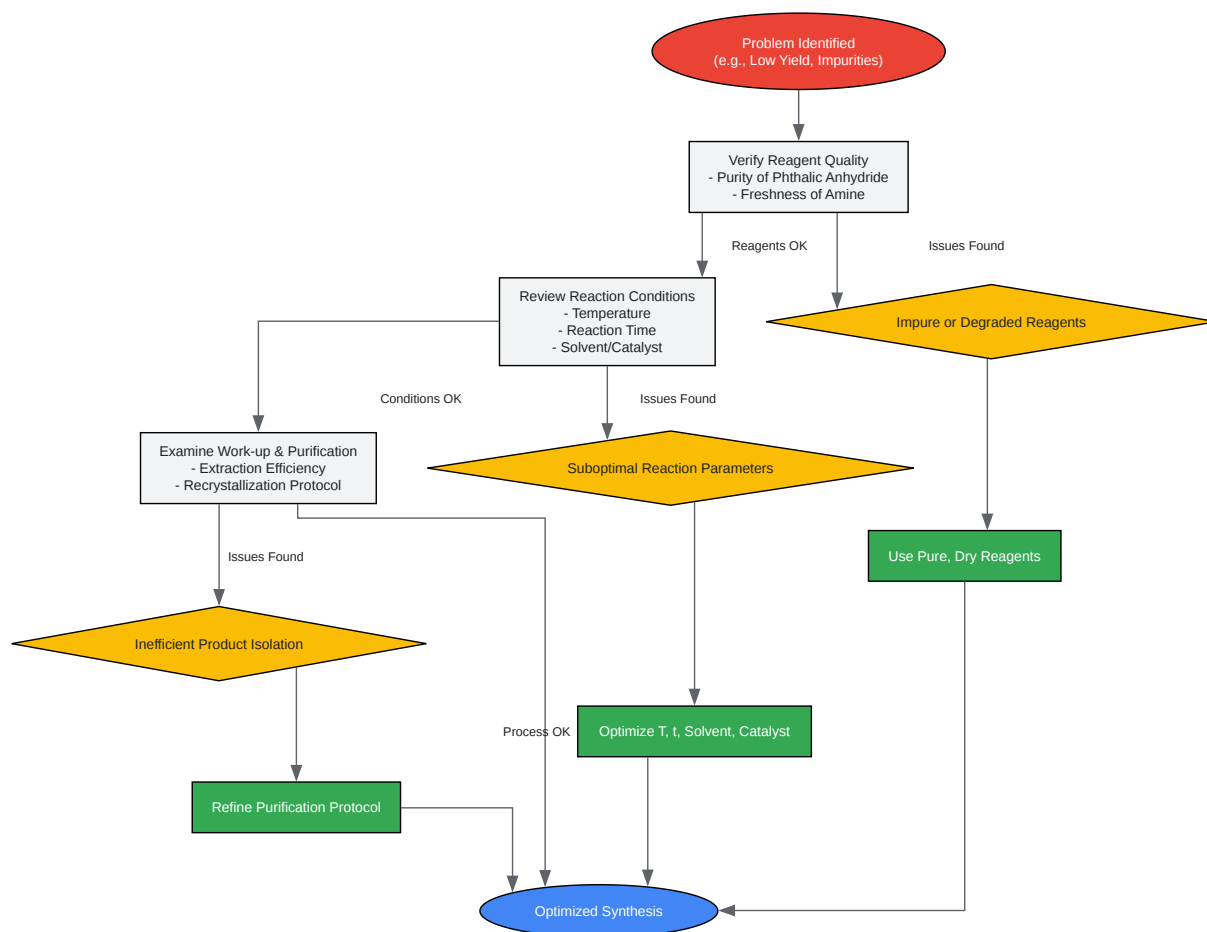 Problem Identified
(e.g., Low Yield, Impurities)
Verify Reagent Quality
- Purity of Phthalic Anhydride
- Freshness of Amine
Reagents OK
Issues Found
Review Reaction Conditions
- Temperature
- Reaction Time
- Solvent/Catalyst
Impure or Degraded Reagents
Conditions OK
Issues Found
Examine Work-up & Purification
- Extraction Efficiency
- Recrystallization Protocol
Suboptimal Reaction Parameters
Issues Found
Use Pure, Dry Reagents
Inefficient Product Isolation
Process OK
Optimize T, t, Solvent, Catalyst
Refine Purification Protocol
Optimized Synthesis